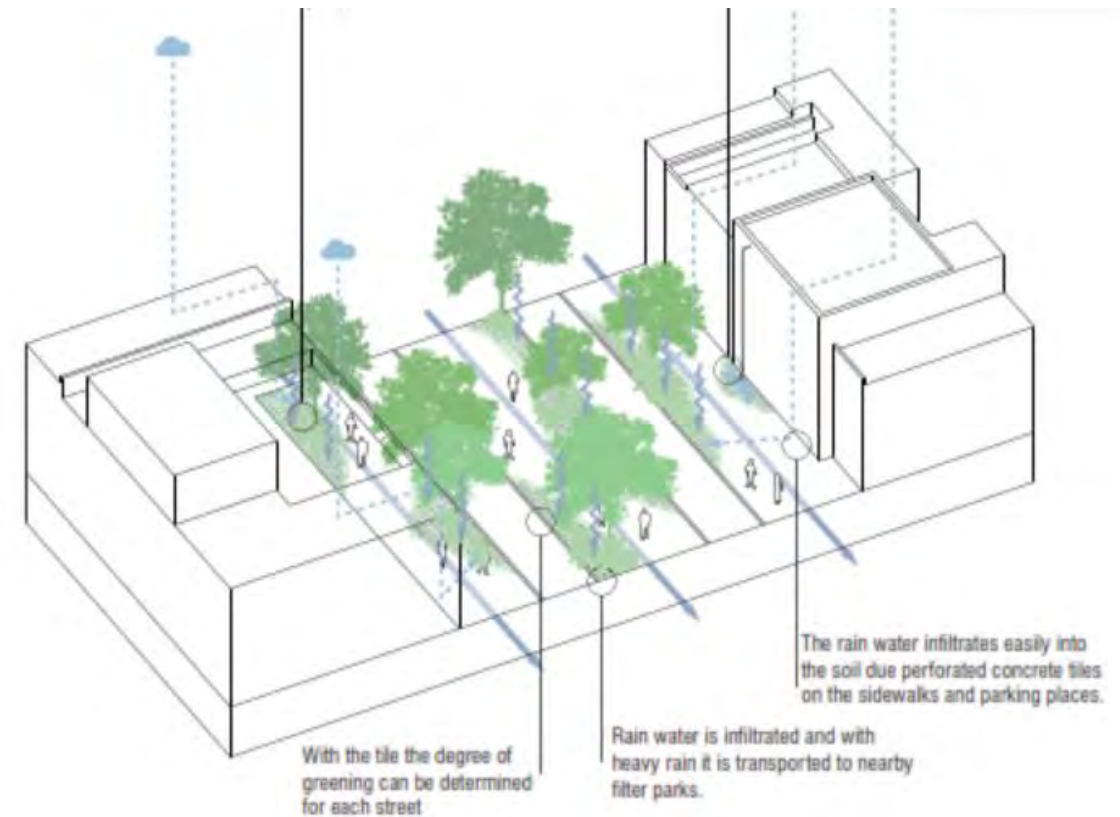 The rain water infiltrates easily into
the soil due perforated concrete tiles
on the sidewalks and parking places.
Rain water is infiltrated and with
heavy rain it is transported to nearby
filter parks.
With the tile the degree of
greening can be determined
for each street